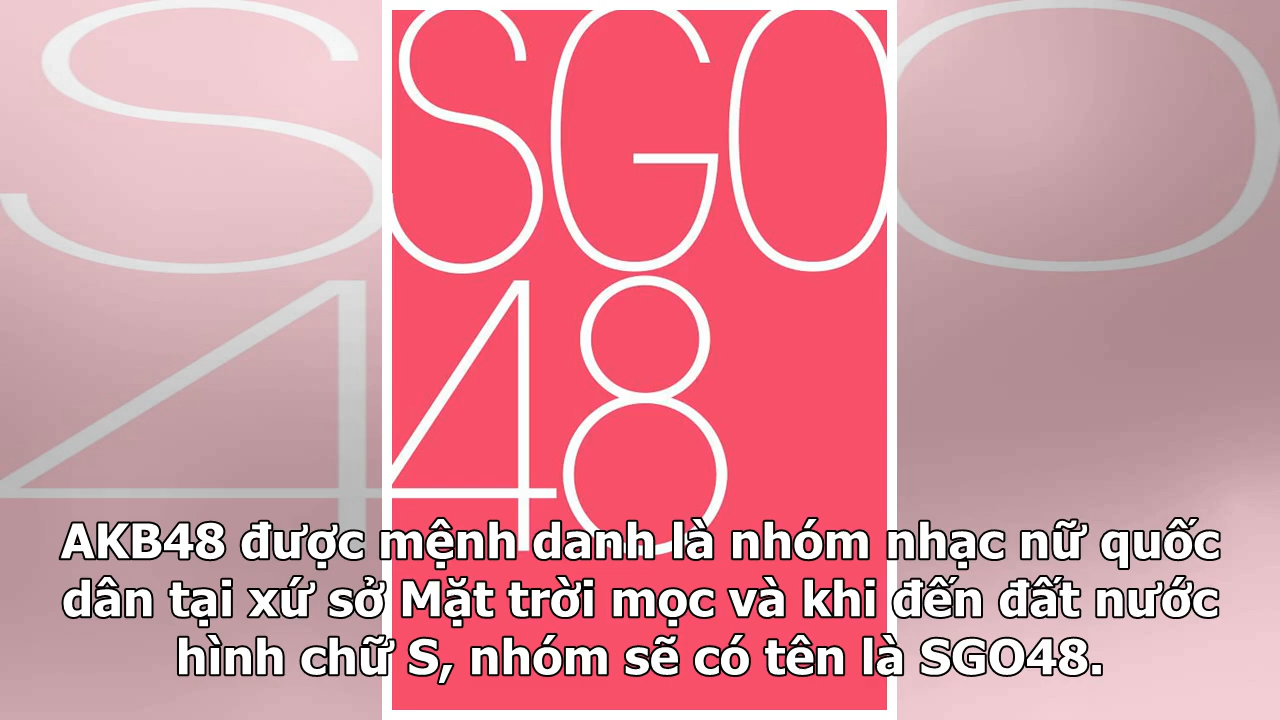 SGO
48
AKB48 được mệnh danh là nhóm nhạc nữ quốc
dân tại xứ sở Mặt trời mọc và khi đến đất nước
hình chữ S, nhóm sẽ có tên là SGO48.